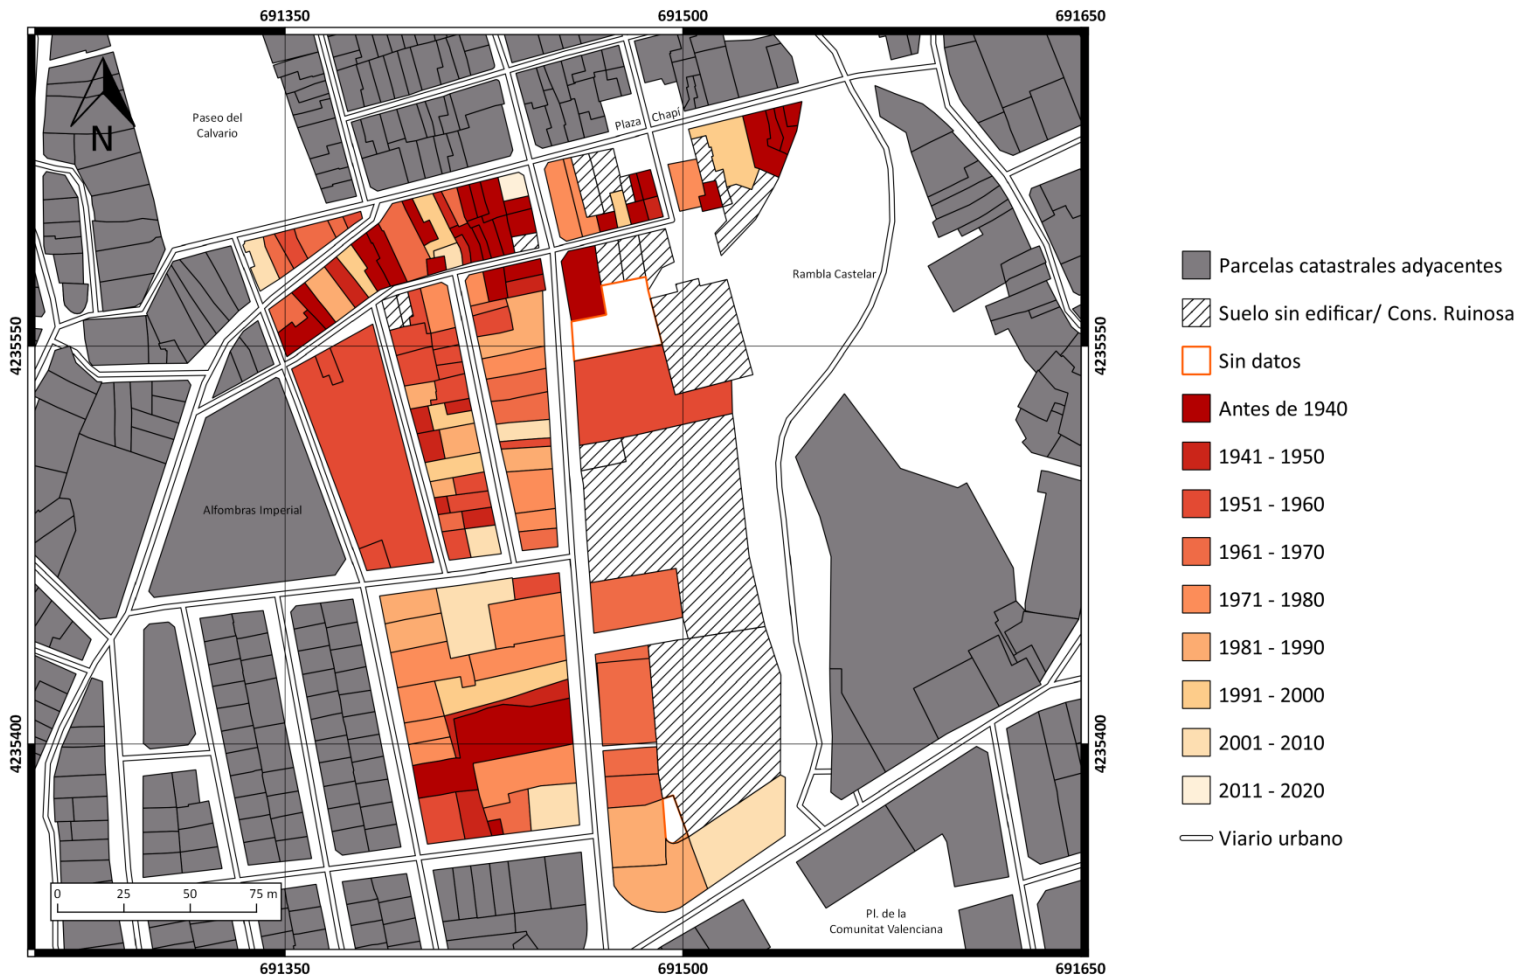 691350
691500
691650
Paseo del
Calvario
N
Plaza Chapí
Rambla Castelar
4235550
4235550
Alfombras Imperial
4235400
4235400
0 25 50 75 m
Pl. de la
Comunitat Valenciana
691350
691500
691650
Parcelas catastrales adyacentes
Suelo sin edificar/ Cons. Ruinosa
Sin datos
Antes de 1940
1941 - 1950
1951 - 1960
1961 - 1970
1971 - 1980
1981 - 1990
1991 - 2000
2001 - 2010
2011 - 2020
Viario urbano